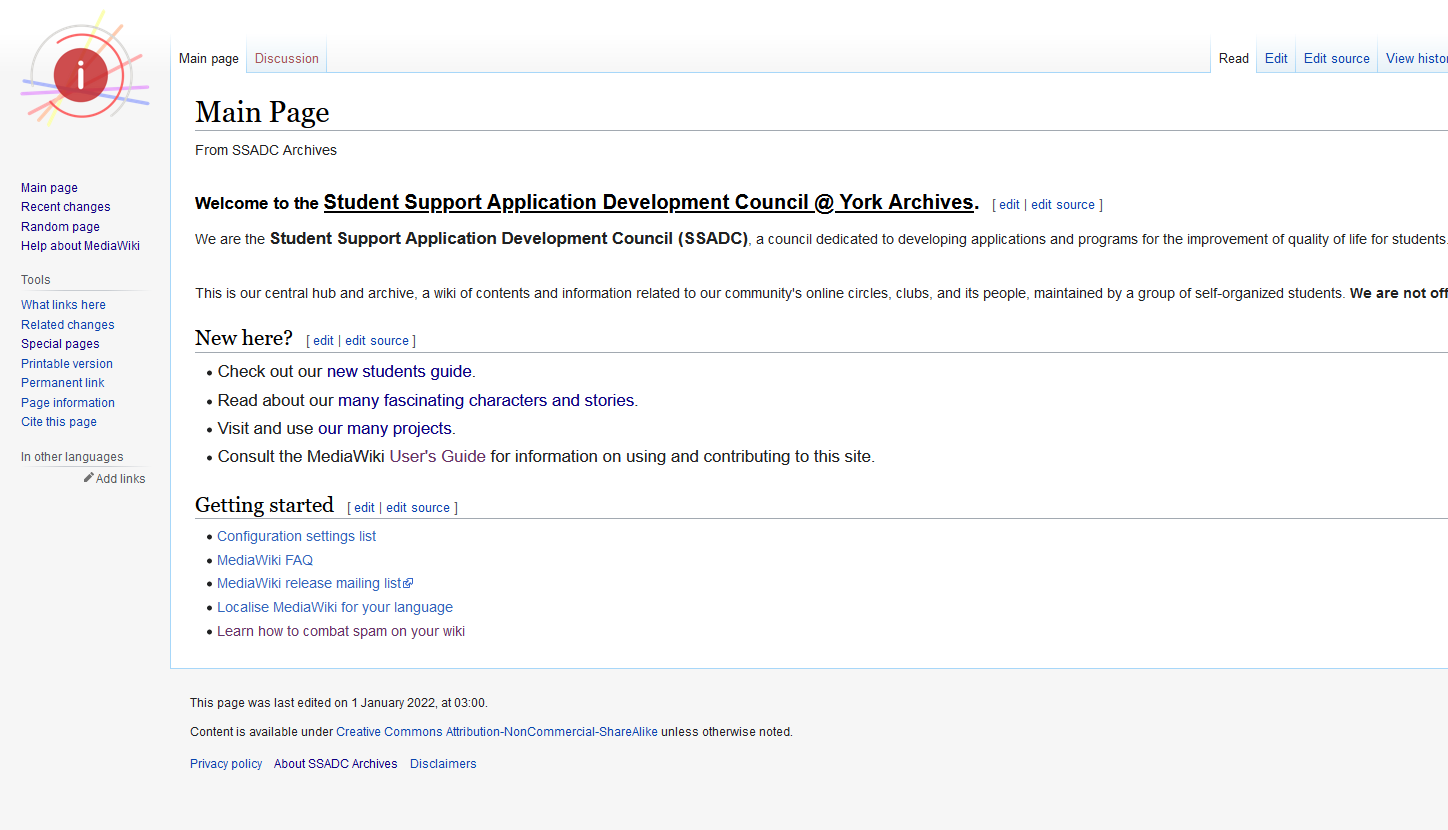 i
Main page
Discussion
Read
Edit
Edit source
View histor
Main Page
From SSADC Archives
Main page
Recent changes
Random page
Help about MediaWiki
Tools
What links here
Related changes
Special pages
Printable version
Permanent link
Page information
Cite this page
In other languages
Add links
Welcome to the Student Support Application Development Council @ York Archives. [ edit | edit source ]
We are the Student Support Application Development Council (SSADC), a council dedicated to developing applications and programs for the improvement of quality of life for students.
This is our central hub and archive, a wiki of contents and information related to our community's online circles, clubs, and its people, maintained by a group of self-organized students. We are not off
New here? [ edit | edit source ]
• Check out our new students guide.
• Read about our many fascinating characters and stories.
• Visit and use our many projects.
• Consult the MediaWiki User's Guide for information on using and contributing to this site.
Getting started [ edit | edit source ]
• Configuration settings list
• MediaWiki FAQ
• MediaWiki release mailing list
• Localise MediaWiki for your language
• Learn how to combat spam on your wiki
This page was last edited on 1 January 2022, at 03:00.
Content is available under Creative Commons Attribution-NonCommercial-ShareAlike unless otherwise noted.
Privacy policy About SSADC Archives Disclaimers